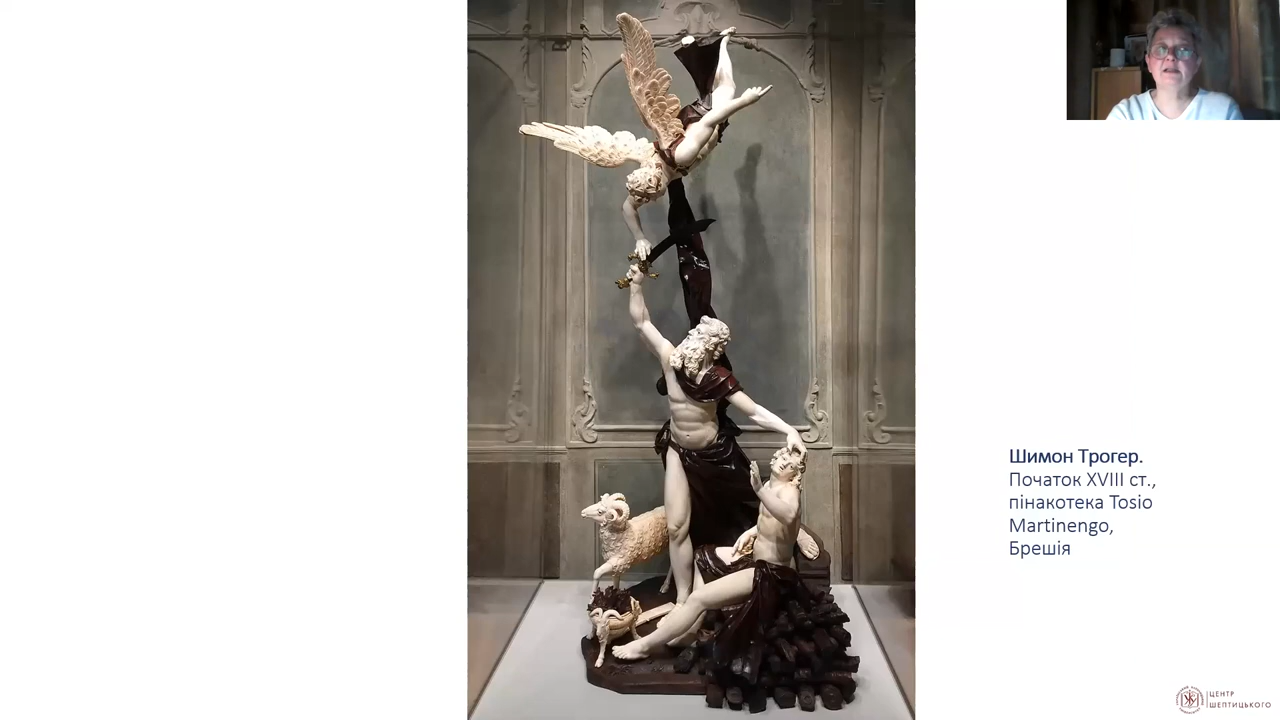 Шимон Трогер.
Початок XVIII ст.,
пінакотека Tosio
Martinengo,
Брешія
ЦЕНТР
ШЕПТИЦЬКОГО